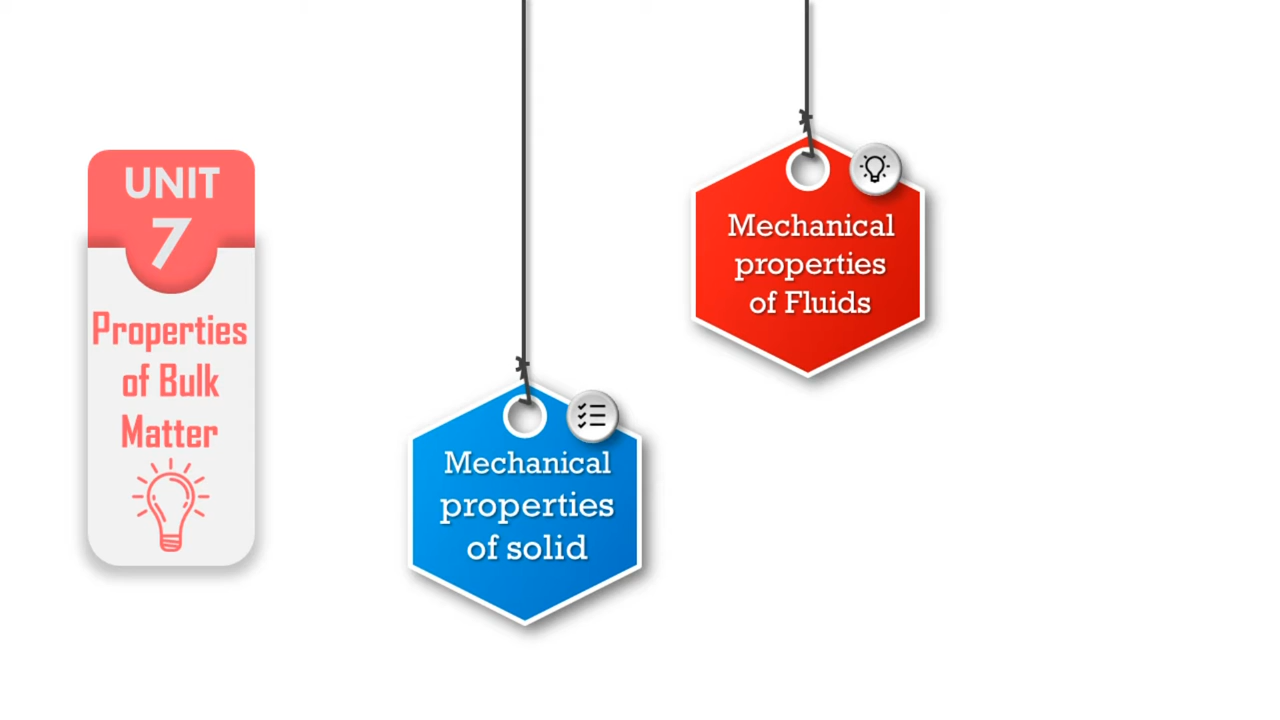 UNIT
7
Properties
of Bulk
Matter
Mechanical
properties
of solid
Mechanical
properties
of Fluids